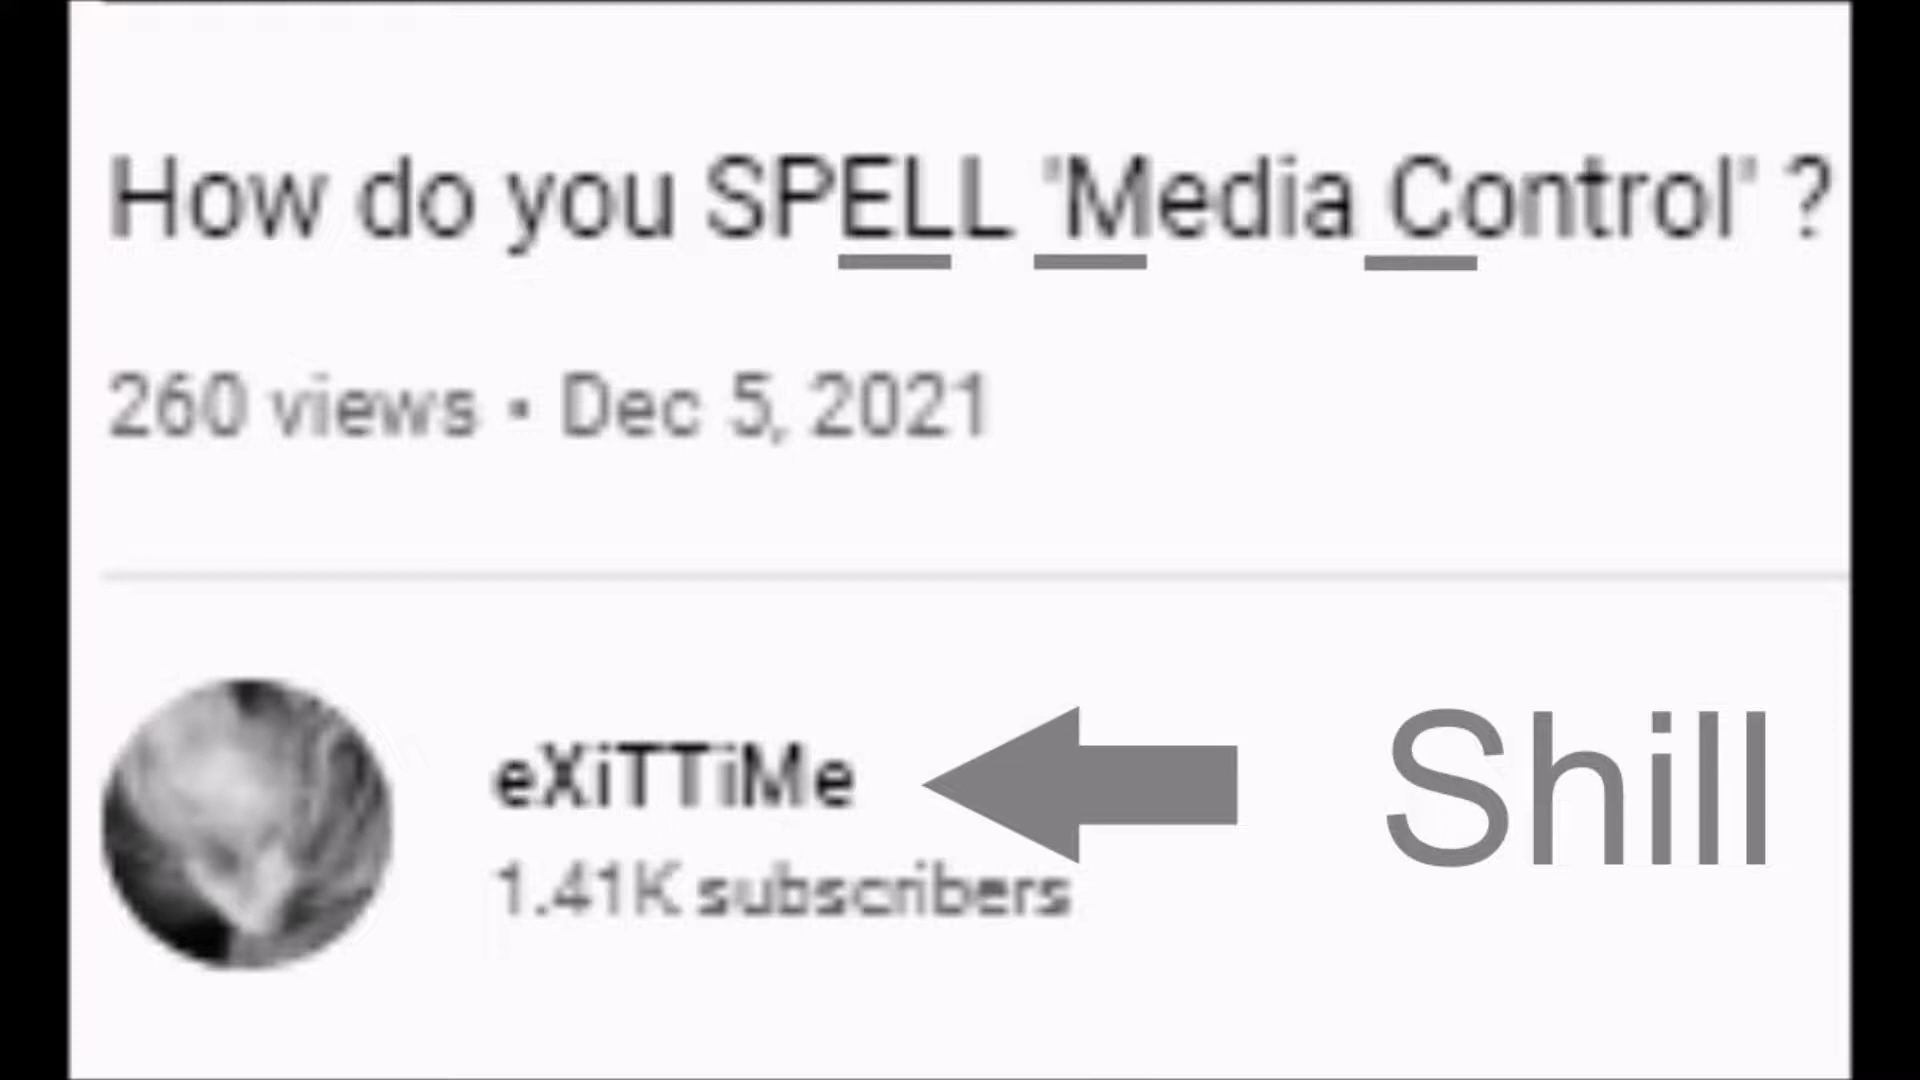 How do you SPELL 'Media Control' ?
260 views • Dec 5, 2021
eXiTTiMe
Shill
1.41K subscribers